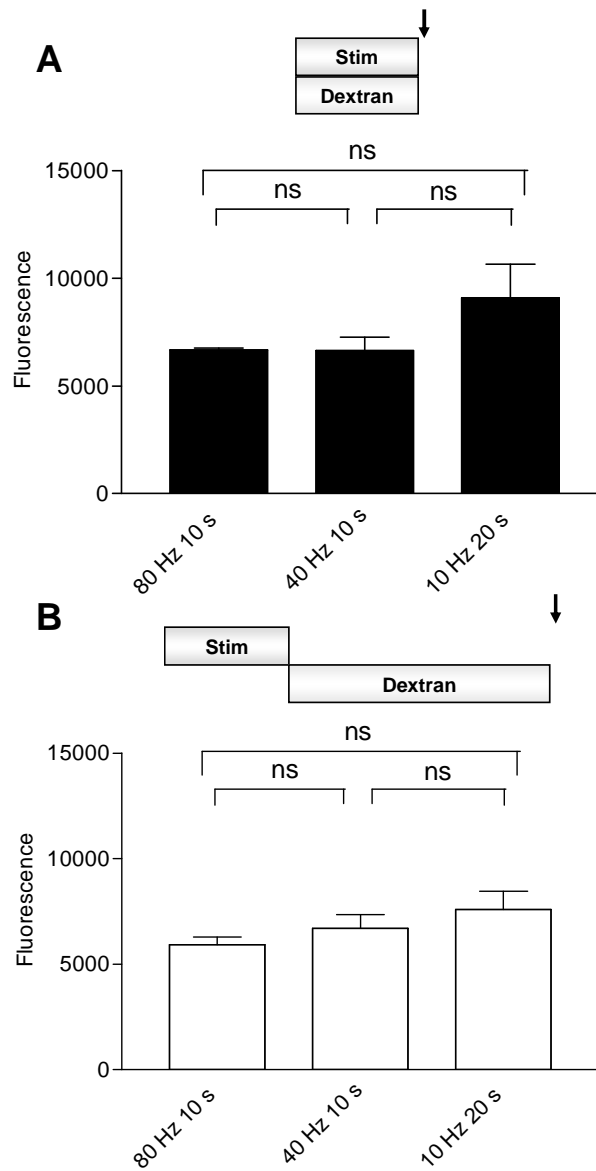 A
Stim
Dextran
ns
ns
ns
15000
10000
5000
0
Fluorescence
80 Hz 10 s
40 Hz 10 s
10 Hz 20 s
B
Stim
Dextran
ns
ns
ns
15000
10000
5000
0
Fluorescence
80 Hz 10 s
40 Hz 10 s
10 Hz 20 s